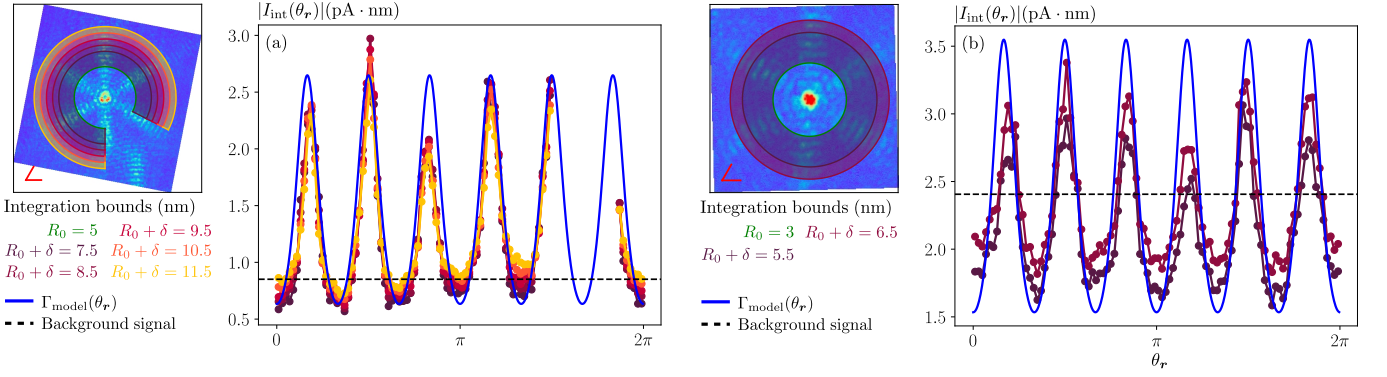 |I_int(θ_r)|(pA · nm)
(a)
3.0
2.5
2.0
1.5
1.0
0.5
0
π
2π
Integration bounds (nm)
R_0 = 5 R_0 + δ = 9.5
R_0 + δ = 7.5 R_0 + δ = 10.5
R_0 + δ = 8.5 R_0 + δ = 11.5
Γ_model(θ_r)
Background signal
|I_int(θ_r)|(pA · nm)
(b)
3.5
3.0
2.5
2.0
1.5
0
π
2π
θ_r
Integration bounds (nm)
R_0 = 3 R_0 + δ = 6.5
R_0 + δ = 5.5
Γ_model(θ_r)
Background signal